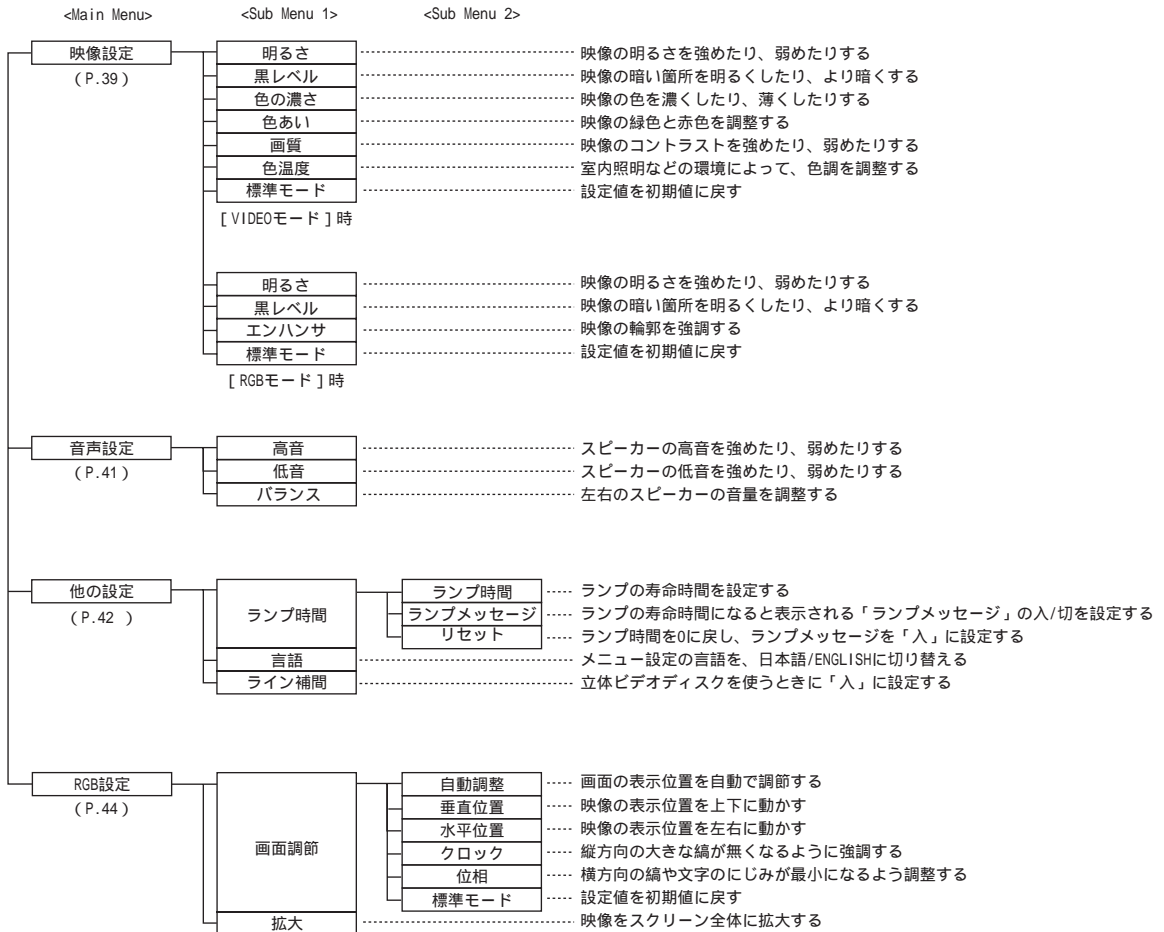 <Main Menu> <Sub Menu 1> <Sub Menu 2>
映像設定 明るさ 映像の明るさを強めたり、弱めたりする
(P.39) 黒レベル 映像の暗い箇所を明るくしたり、より暗くする
色の濃さ 映像の色を濃くしたり、薄くしたりする
色あい 映像の緑色と赤色を調整する
画質 映像のコントラストを強めたり、弱めたりする
色温度 室内照明などの環境によって、色調を調整する
標準モード 設定値を初期値に戻す
[VIDEOモード]時
明るさ 映像の明るさを強めたり、弱めたりする
黒レベル 映像の暗い箇所を明るくしたり、より暗くする
エンハンサ 映像の輪郭を強調する
標準モード 設定値を初期値に戻す
[RGBモード]時
音声設定 高音 スピーカーの高音を強めたり、弱めたりする
(P.41) 低音 スピーカーの低音を強めたり、弱めたりする
バランス 左右のスピーカーの音量を調整する
他の設定 ランプ時間 ランプ時間 ランプの寿命時間を設定する
(P.42 ) ランプメッセージ ランプの寿命時間になると表示される「ランプメッセージ」の入/切を設定する
リセット ランプ時間を0に戻し、ランプメッセージを「入」に設定する
言語 メニュー設定の言語を、日本語/ENGLISHに切り替える
ライン補間 立体ビデオディスクを使うときに「入」に設定する
RGB設定 画面調節 自動調整 画面の表示位置を自動で調節する
(P.44) 垂直位置 映像の表示位置を上下に動かす
水平位置 映像の表示位置を左右に動かす
クロック 縦方向の大きな縞が無くなるように強調する
位相 横方向の縞や文字のにじみが最小になるよう調整する
標準モード 設定値を初期値に戻す
拡大 映像をスクリーン全体に拡大する